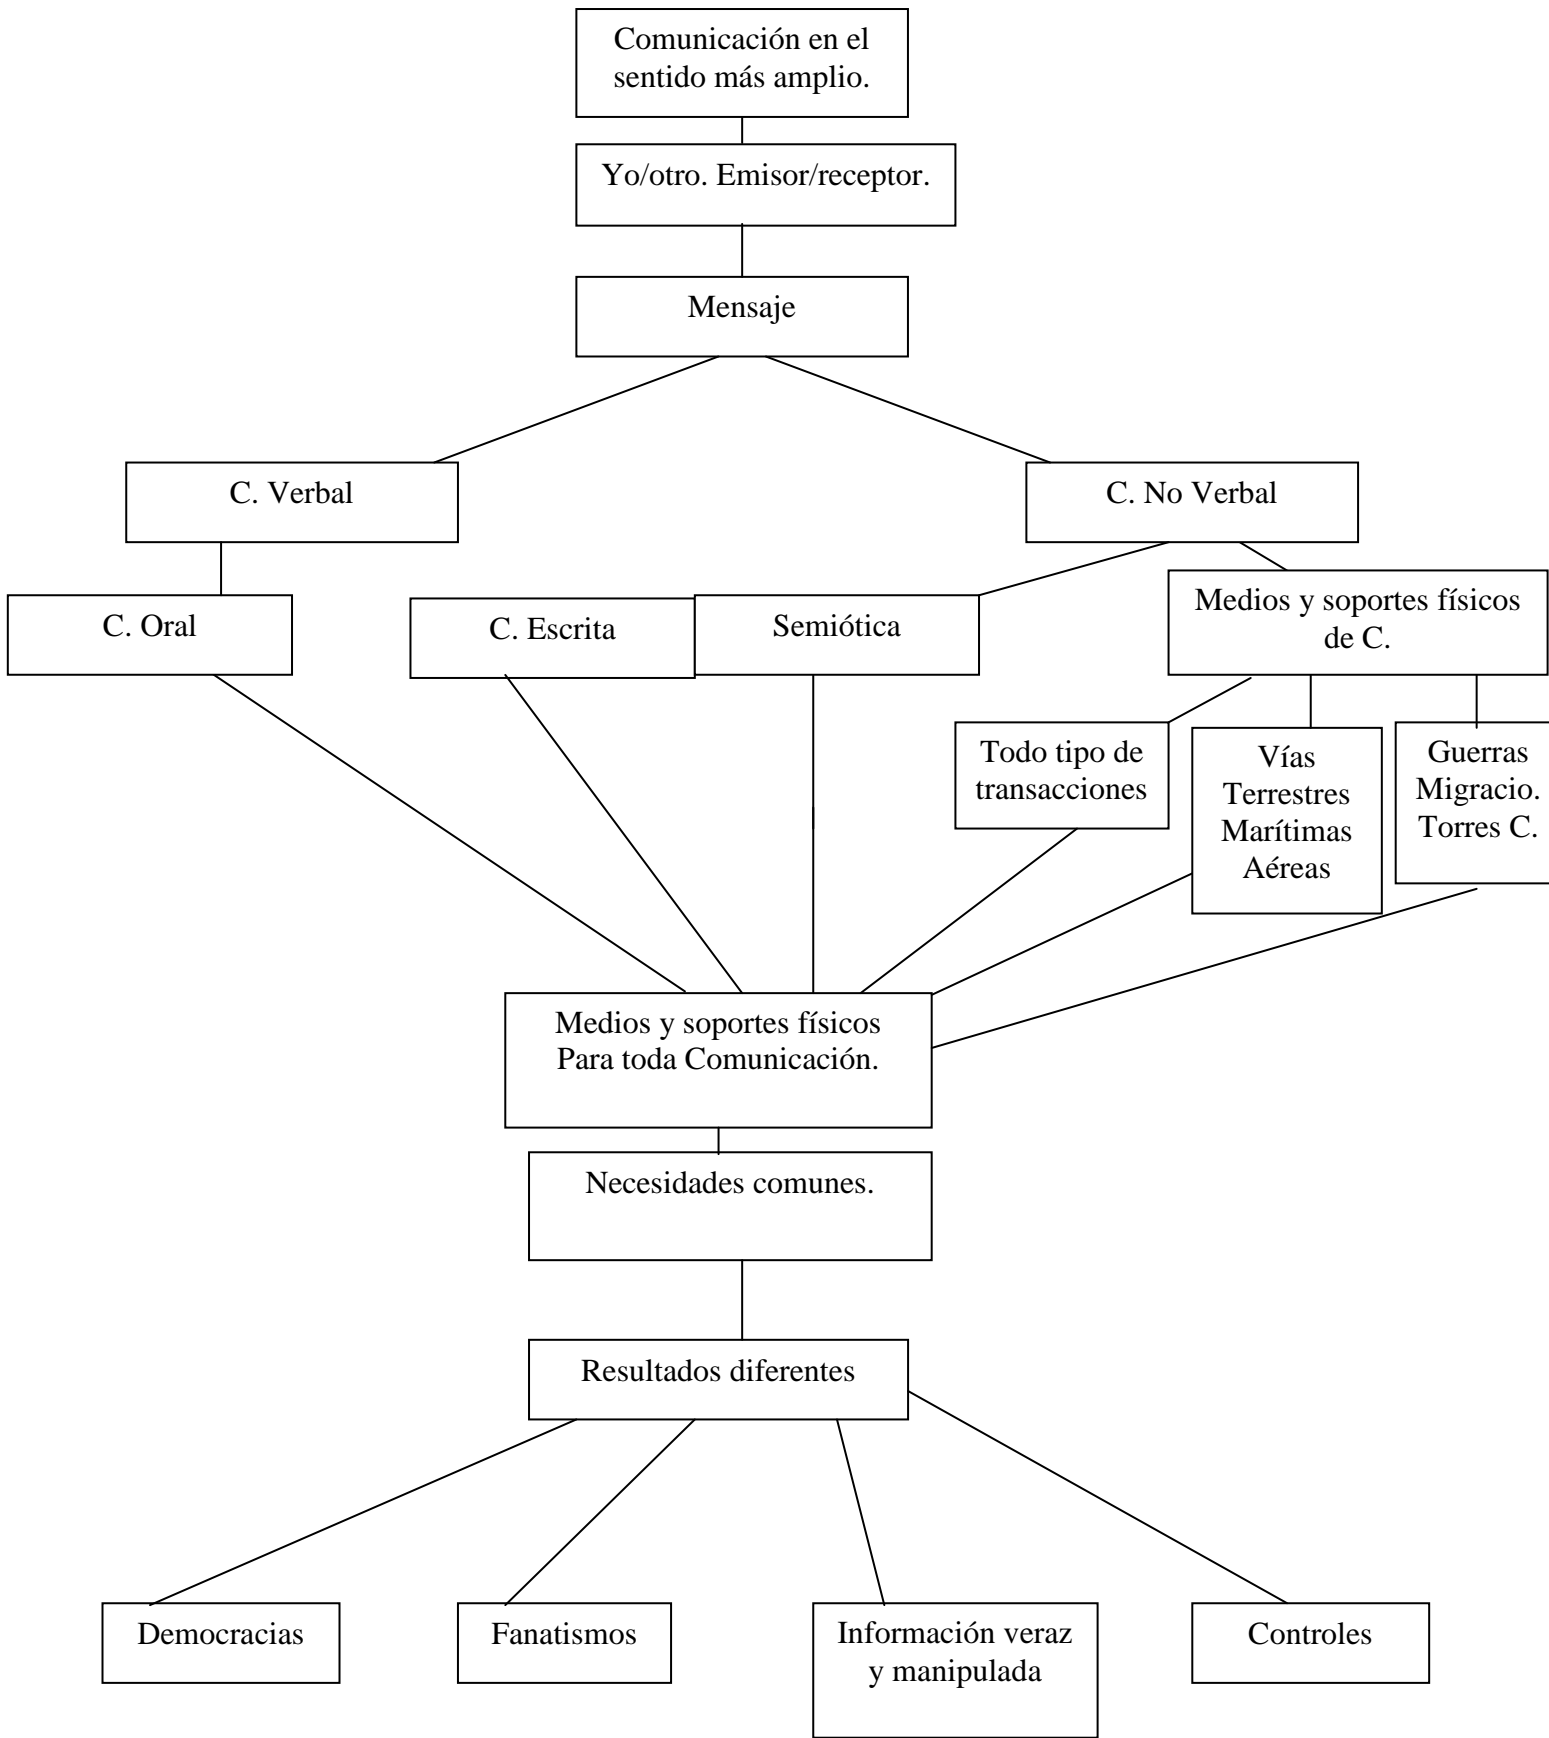 Comunicación en el
sentido más amplio.
Yo/otro. Emisor/receptor.
Mensaje
C. Verbal
C. No Verbal
C. Oral
C. Escrita
Semiótica
Medios y soportes físicos
de C.
Todo tipo de
transacciones
Vías
Terrestres
Marítimas
Aéreas
Guerras
Migracio.
Torres C.
Medios y soportes físicos
Para toda Comunicación.
Necesidades comunes.
Resultados diferentes
Democracias
Fanatismos
Información veraz
y manipulada
Controles